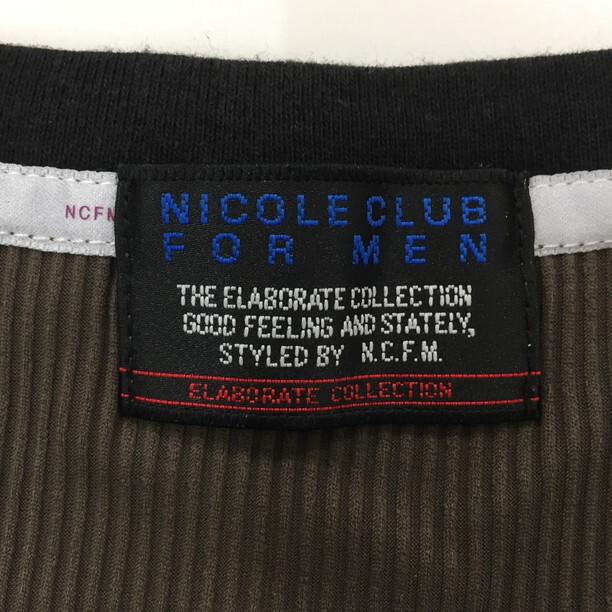 NCFM
NICOLE CLUB
FOR MEN
THE ELABORATE COLLECTION
GOOD FEELING AND STATELY,
STYLED BY N.C.F.M.
ELABORATE COLLECTION